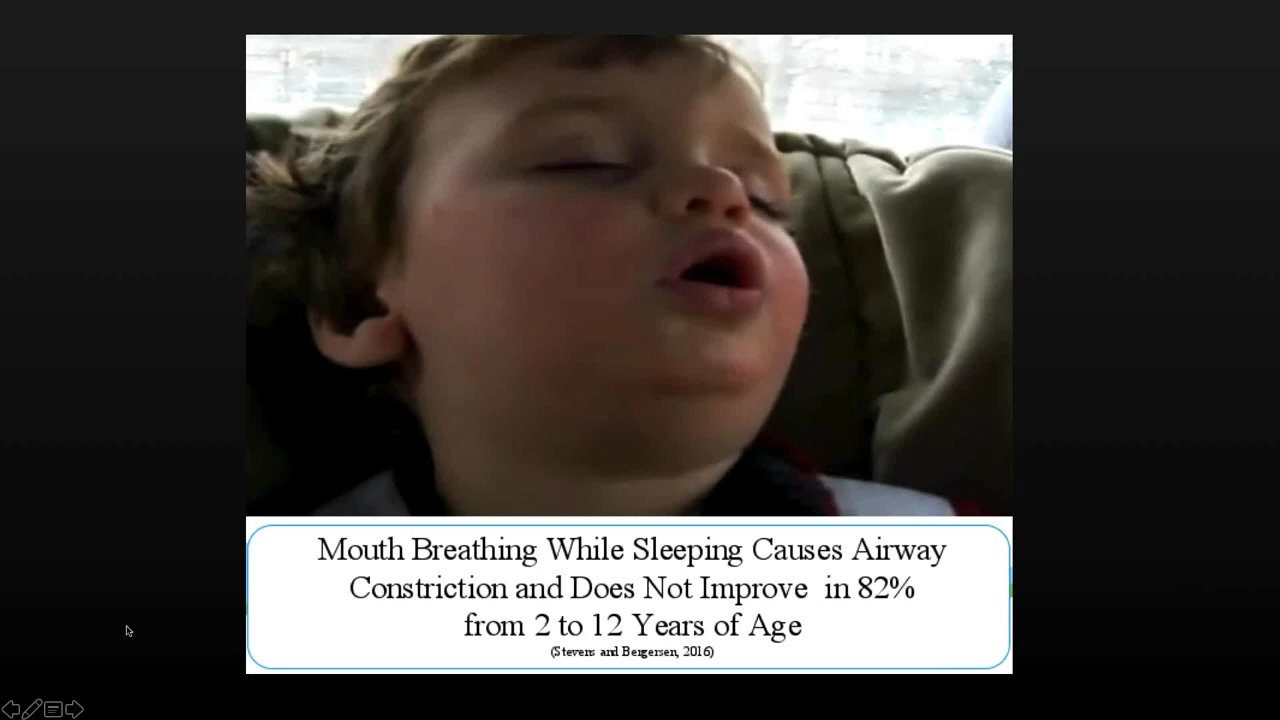 Mouth Breathing While Sleeping Causes Airway
Constriction and Does Not Improve in 82%
from 2 to 12 Years of Age
(Stevens and Bergersen, 2016)